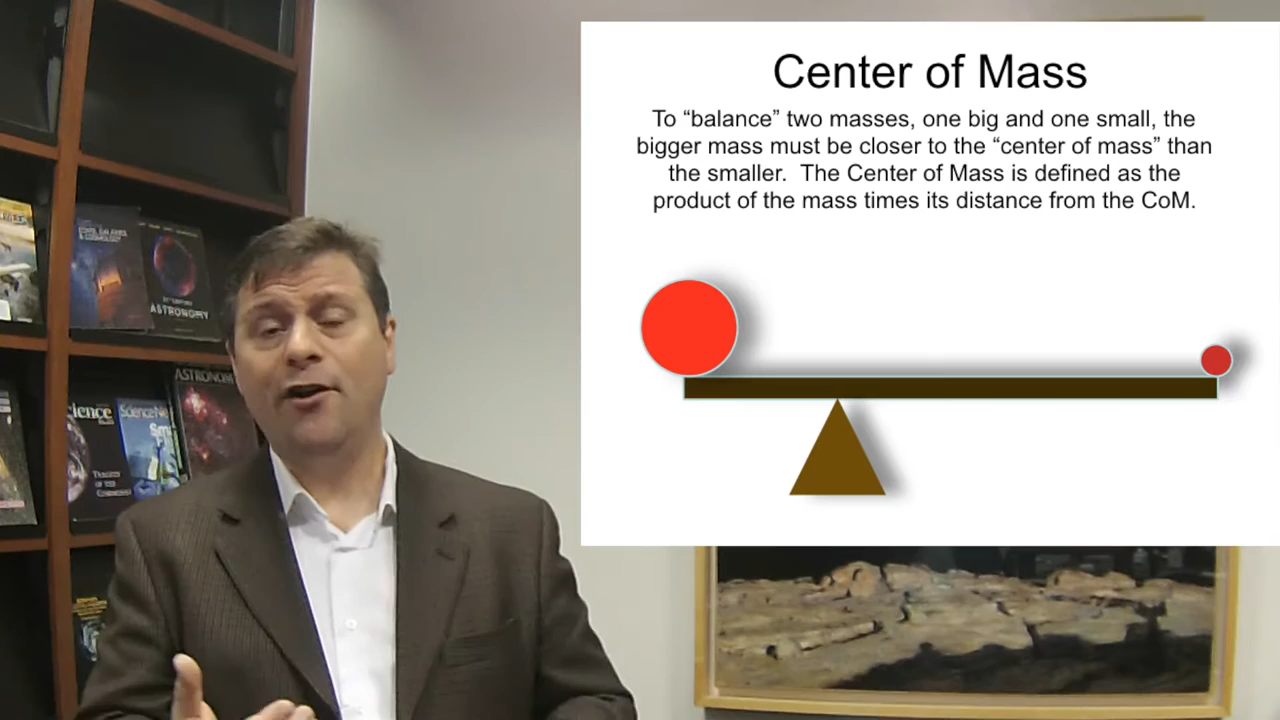 Center of Mass
To “balance” two masses, one big and one small, the
bigger mass must be closer to the “center of mass” than
the smaller.  The Center of Mass is defined as the
product of the mass times its distance from the CoM.
ASTRONOMY
ASTRONOM
Science